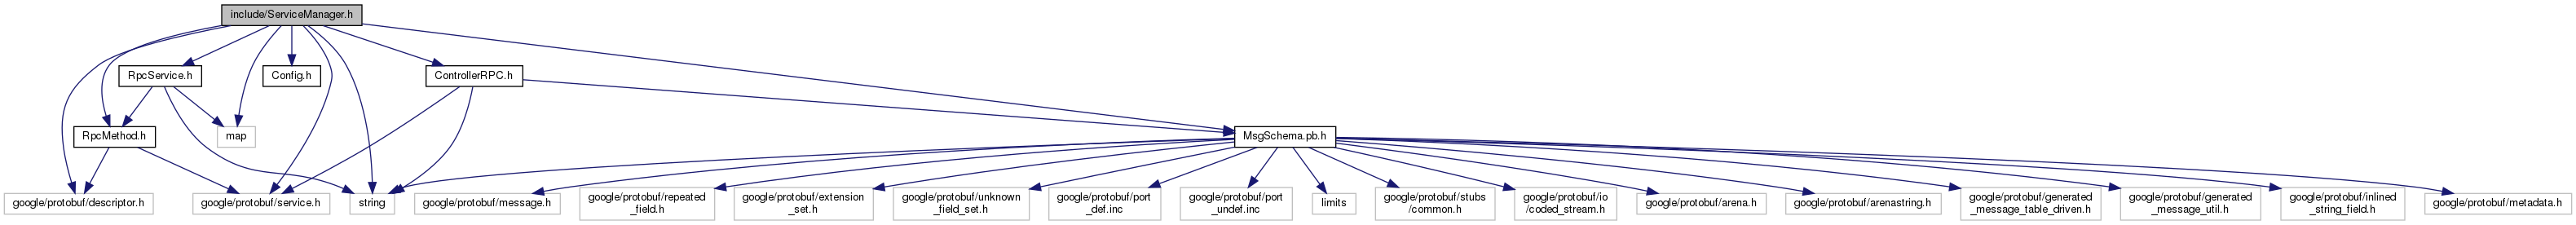 include/ServiceManager.h
RpcService.h
Config.h
ControllerRPC.h
RpcMethod.h
map
MsgSchema.pb.h
google/protobuf/descriptor.h
google/protobuf/service.h
string
google/protobuf/message.h
google/protobuf/repeated
_field.h
google/protobuf/extension
_set.h
google/protobuf/unknown
_field_set.h
google/protobuf/port
_def.inc
google/protobuf/port
_undef.inc
limits
google/protobuf/stubs
/common.h
google/protobuf/io
/coded_stream.h
google/protobuf/arena.h
google/protobuf/arenastring.h
google/protobuf/generated
_message_table_driven.h
google/protobuf/generated
_message_util.h
google/protobuf/inlined
_string_field.h
google/protobuf/metadata.h